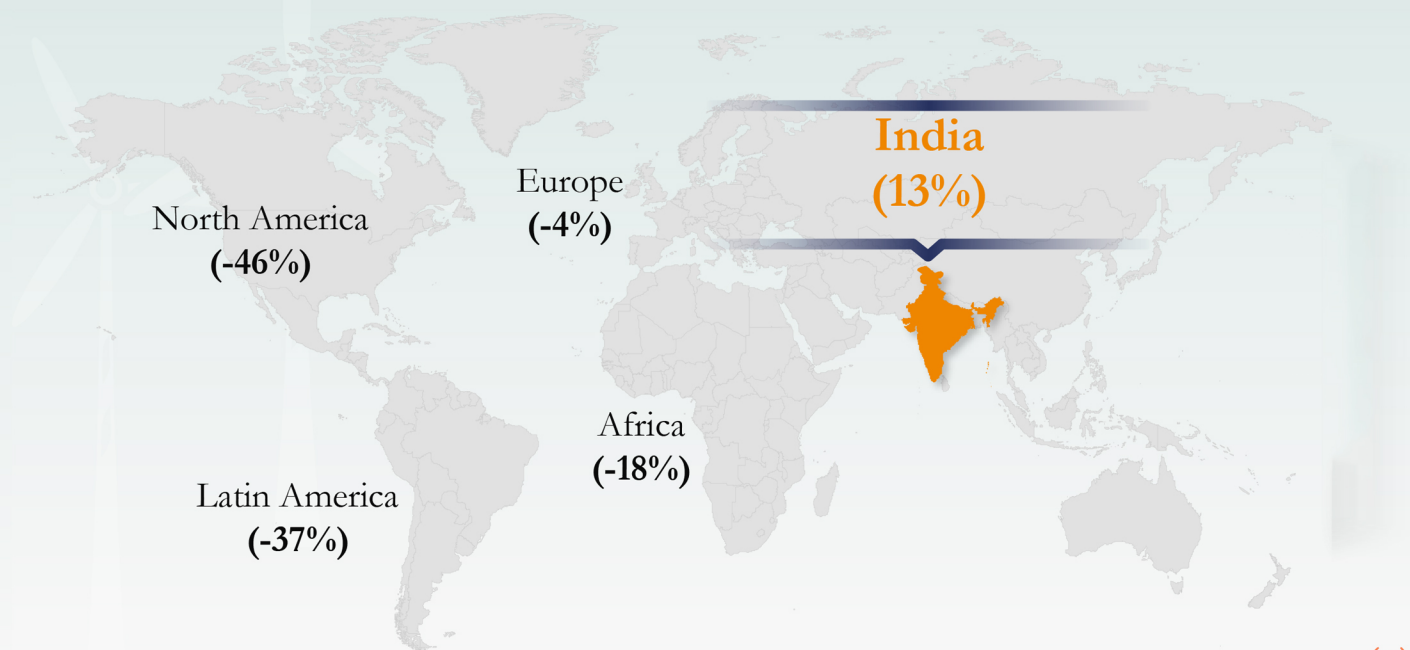 India
(13%)
Europe
(-4%)
North America
(-46%)
Africa
(-18%)
Latin America
(-37%)